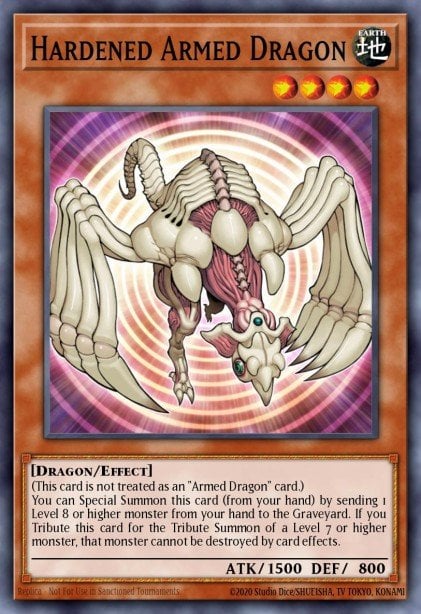 HARDENED ARMED DRAGON
EARTH
地
[DRAGON/EFFECT]
(This card is not treated as an "Armed Dragon" card.)
You can Special Summon this card (from your hand) by sending 1
Level 8 or higher monster from your hand to the Graveyard. If you
Tribute this card for the Tribute Summon of a Level 7 or higher
monster, that monster cannot be destroyed by card effects.
ATK/1500 DEF/ 800
Replica - Not For Use in Sanctioned Tournaments
©2020 Studio Dice/SHUEISHA, TV TOKYO, KONAMI